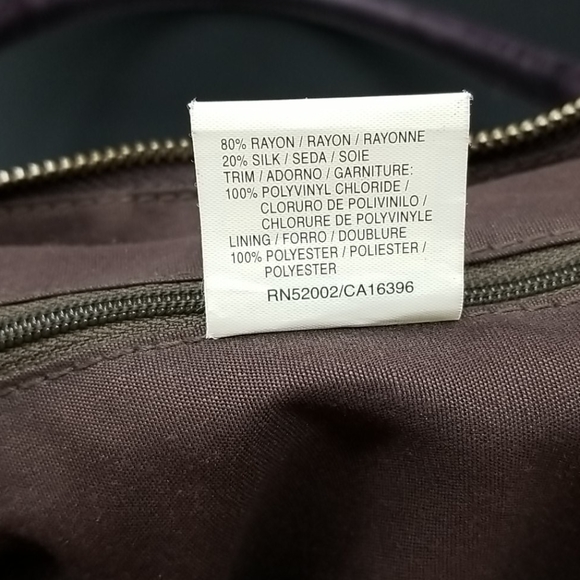 80% RAYON / RAYON / RAYONNE
20% SILK / SEDA / SOIE
TRIM / ADORNO / GARNITURE:
100% POLYVINYL CHLORIDE /
CLORURO DE POLIVINILO /
CHLORURE DE POLYVINYLE
LINING / FORRO / DOUBLURE
100% POLYESTER / POLIESTER /
POLYESTER
RN52002/CA16396